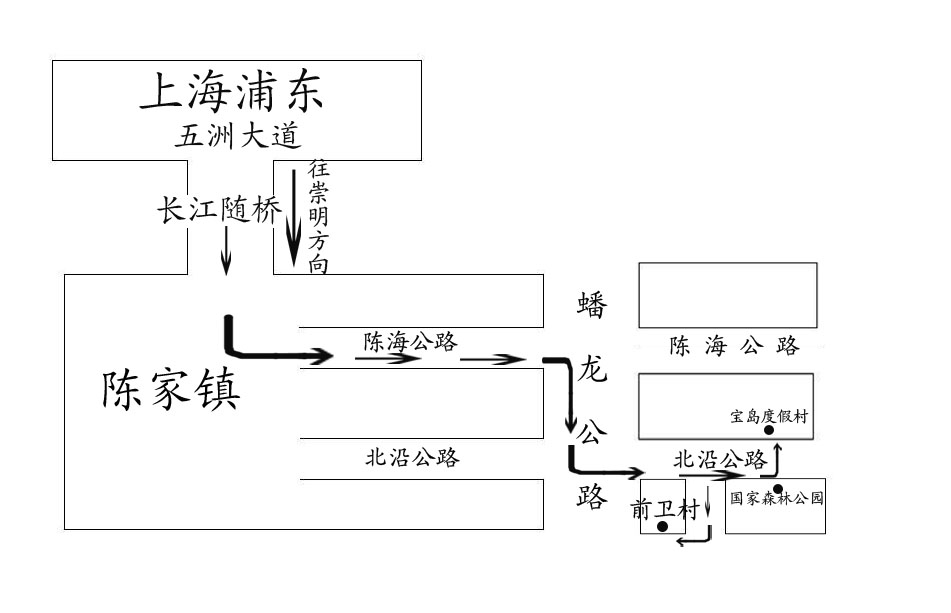 上海浦东
五洲大道
往崇明方向
长江随桥
陈海公路
陈家镇
北沿公路
蟠龙公路
陈海公路
宝岛度假村
北沿公路
前卫村
国家森林公园